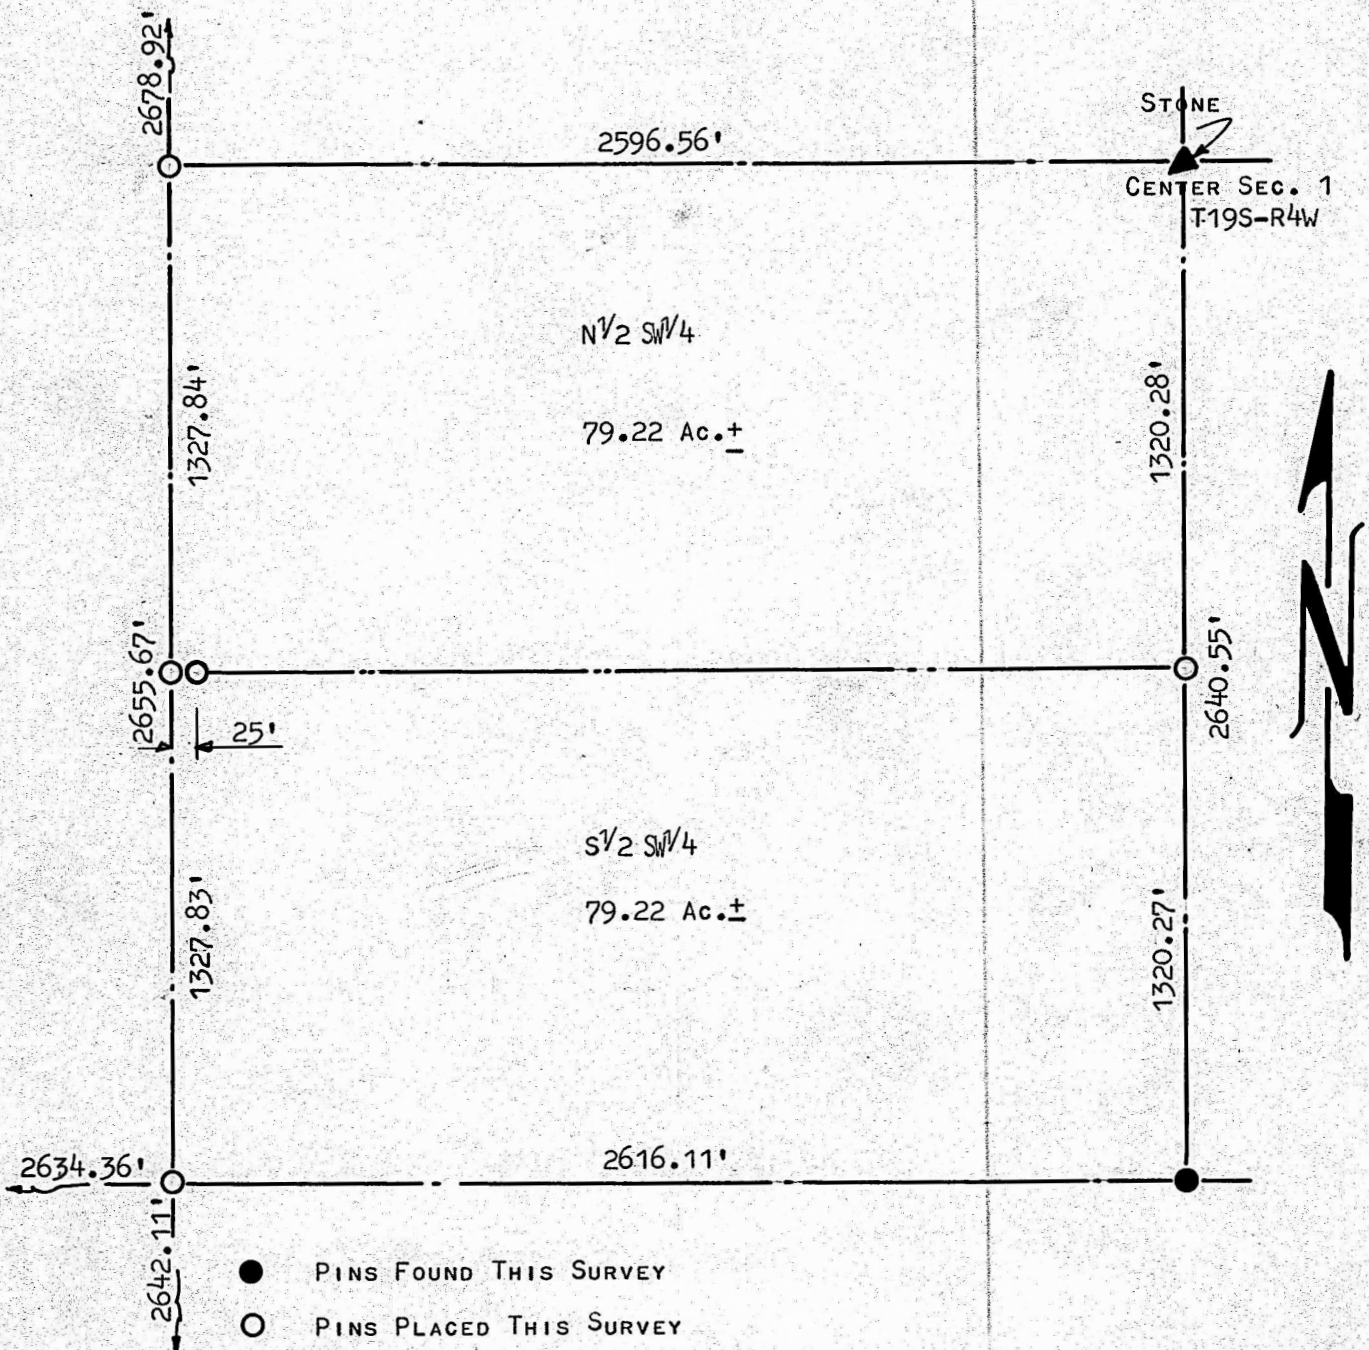 2678.92'
2596.56'
STONE
CENTER SEC. 1
T19S-R4W
N1/2 SW1/4
79.22 Ac.±
1327.84'
1320.28'
N
2655.67'
25'
2640.55'
S1/2 SW1/4
79.22 Ac.±
1327.83'
1320.27'
2634.36'
2616.11'
2642.11'
PINS FOUND THIS SURVEY
PINS PLACED THIS SURVEY